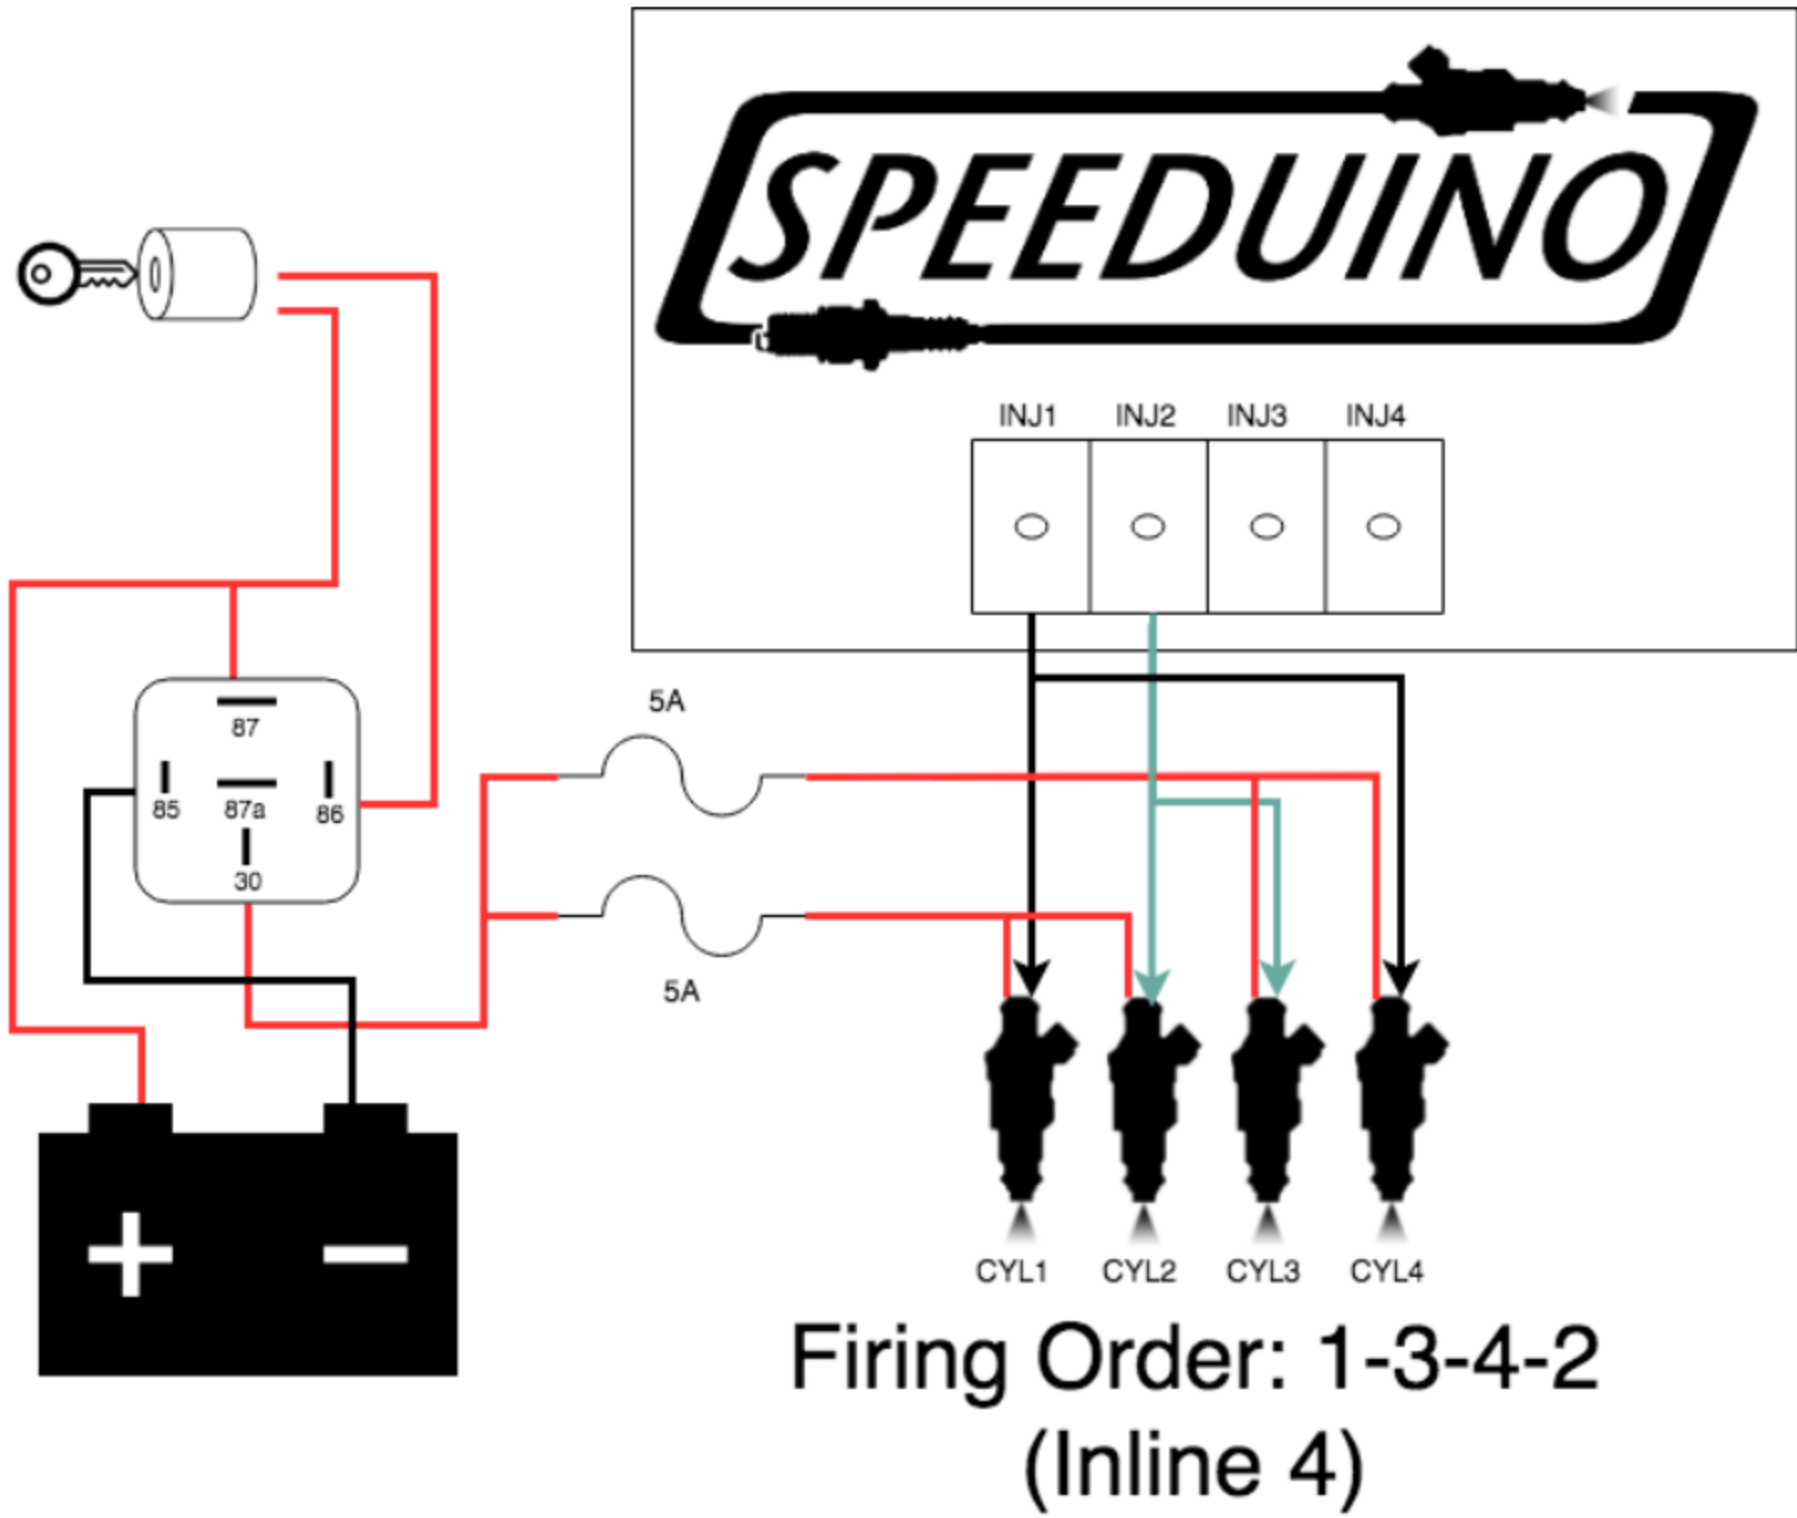 SPEEDUINO
INJ1 INJ2 INJ3 INJ4
5A
87
85 87a 86
30
5A
+ −
CYL1 CYL2 CYL3 CYL4
Firing Order: 1-3-4-2
(Inline 4)